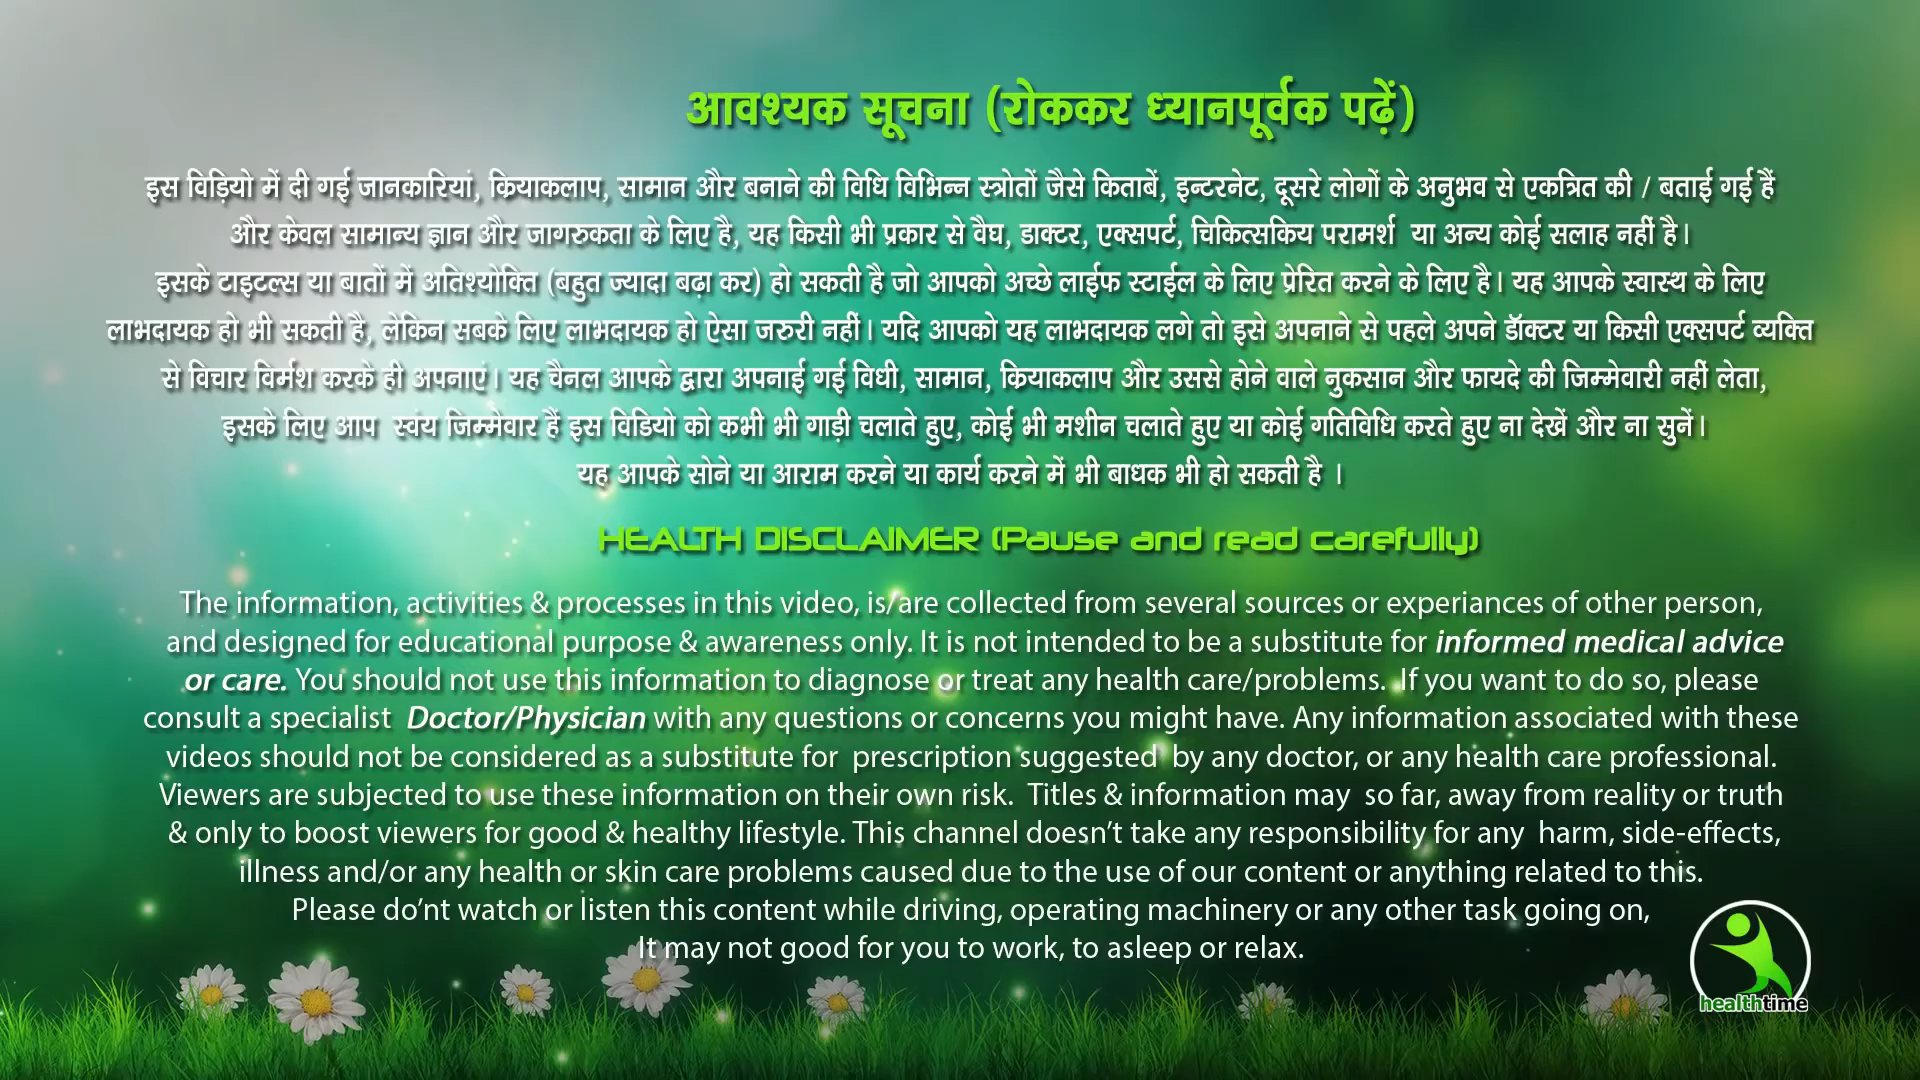 आवश्यक सूचना (रोककर ध्यानपूर्वक पढ़ें)
इस विड़ियो में दी गई जानकारियां, क्रियाकलाप, सामान और बनाने की विधि विभिन्न स्त्रोतों जैसे किताबें, इन्टरनेट, दूसरे लोगों के अनुभव से एकत्रित की / बताई गई हैं
और केवल सामान्य ज्ञान और जागरुकता के लिए है, यह किसी भी प्रकार से वैघ, डाक्टर, एक्सपर्ट, चिकित्सकिय परामर्श या अन्य कोई सलाह नहीं है।
इसके टाइटल्स या बातों में अतिश्योक्ति (बहुत ज्यादा बढ़ा कर) हो सकती है जो आपको अच्छे लाईफ स्टाईल के लिए प्रेरित करने के लिए है। यह आपके स्वास्थ के लिए
लाभदायक हो भी सकती है, लेकिन सबके लिए लाभदायक हो ऐसा जरुरी नहीं। यदि आपको यह लाभदायक लगे तो इसे अपनाने से पहले अपने डॉक्टर या किसी एक्सपर्ट व्यक्ति
से विचार विर्मश करके ही अपनाएं। यह चैनल आपके द्वारा अपनाई गई विधी, सामान, क्रियाकलाप और उससे होने वाले नुकसान और फायदे की जिम्मेवारी नहीं लेता,
इसके लिए आप स्वंय जिम्मेवार हैं इस विडियो को कभी भी गाड़ी चलाते हुए, कोई भी मशीन चलाते हुए या कोई गतिविधि करते हुए ना देखें और ना सुनें।
यह आपके सोने या आराम करने या कार्य करने में भी बाधक भी हो सकती है ।
HEALTH DISCLAIMER (Pause and read carefully)
The information, activities & processes in this video, is/are collected from several sources or experiances of other person,
and designed for educational purpose & awareness only. It is not intended to be a substitute for informed medical advice
or care. You should not use this information to diagnose or treat any health care/problems. If you want to do so, please
consult a specialist Doctor/Physician with any questions or concerns you might have. Any information associated with these
videos should not be considered as a substitute for prescription suggested by any doctor, or any health care professional.
Viewers are subjected to use these information on their own risk. Titles & information may so far, away from reality or truth
& only to boost viewers for good & healthy lifestyle. This channel doesn't take any responsibility for any harm, side-effects,
illness and/or any health or skin care problems caused due to the use of our content or anything related to this.
Please do'nt watch or listen this content while driving, operating machinery or any other task going on,
It may not good for you to work, to asleep or relax.
healthtime